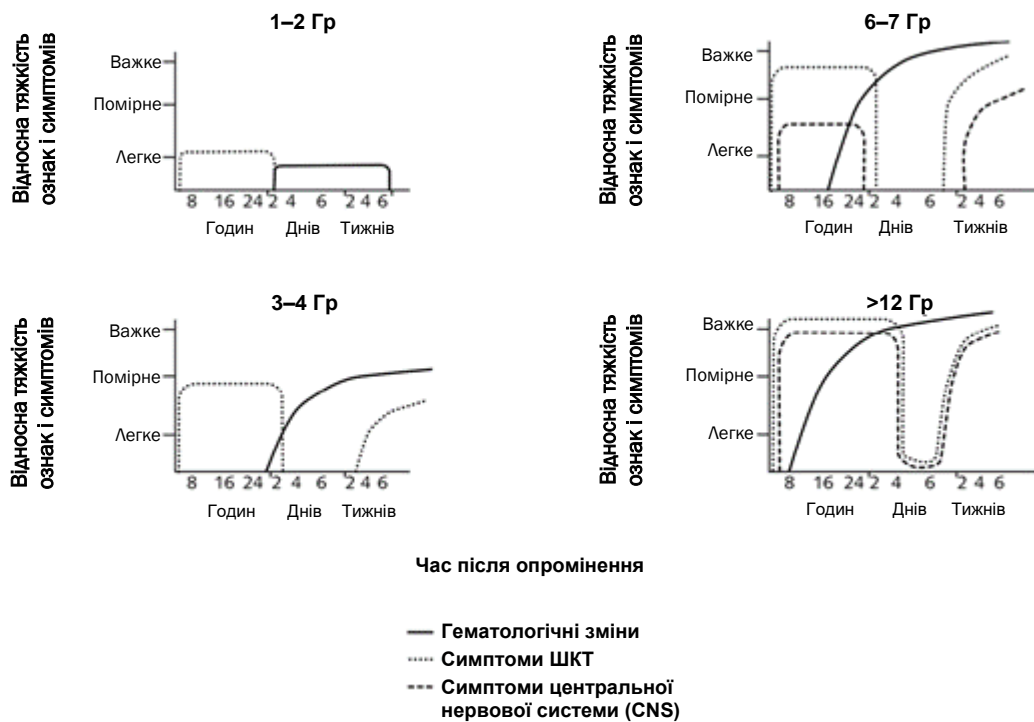 1–2 Гр
Відносна тяжкість
ознак і симптомів
Важке
Помірне
Легке
8 16 24 2 4 6 2 4 6
Годин Днів Тижнів
6–7 Гр
Відносна тяжкість
ознак і симптомів
Важке
Помірне
Легке
8 16 24 2 4 6 2 4 6
Годин Днів Тижнів
3–4 Гр
Відносна тяжкість
ознак і симптомів
Важке
Помірне
Легке
8 16 24 2 4 6 2 4 6
Годин Днів Тижнів
>12 Гр
Відносна тяжкість
ознак і симптомів
Важке
Помірне
Легке
8 16 24 2 4 6 2 4 6
Годин Днів Тижнів
Час після опромінення
Гематологічні зміни
Симптоми ШКТ
Симптоми центральної
нервової системи (CNS)